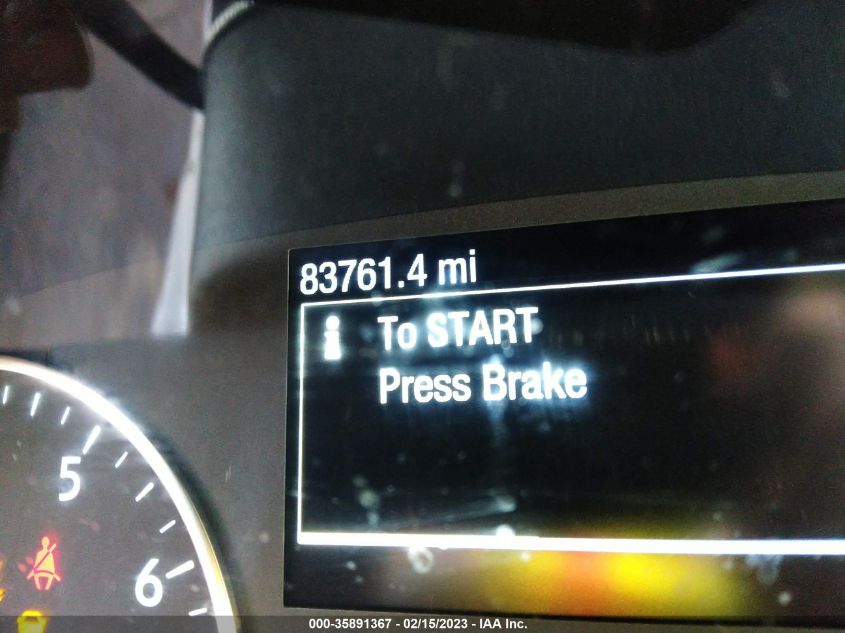 83761.4 mi
i To START
Press Brake
5
6
000-35891367 - 02/15/2023 - IAA Inc.